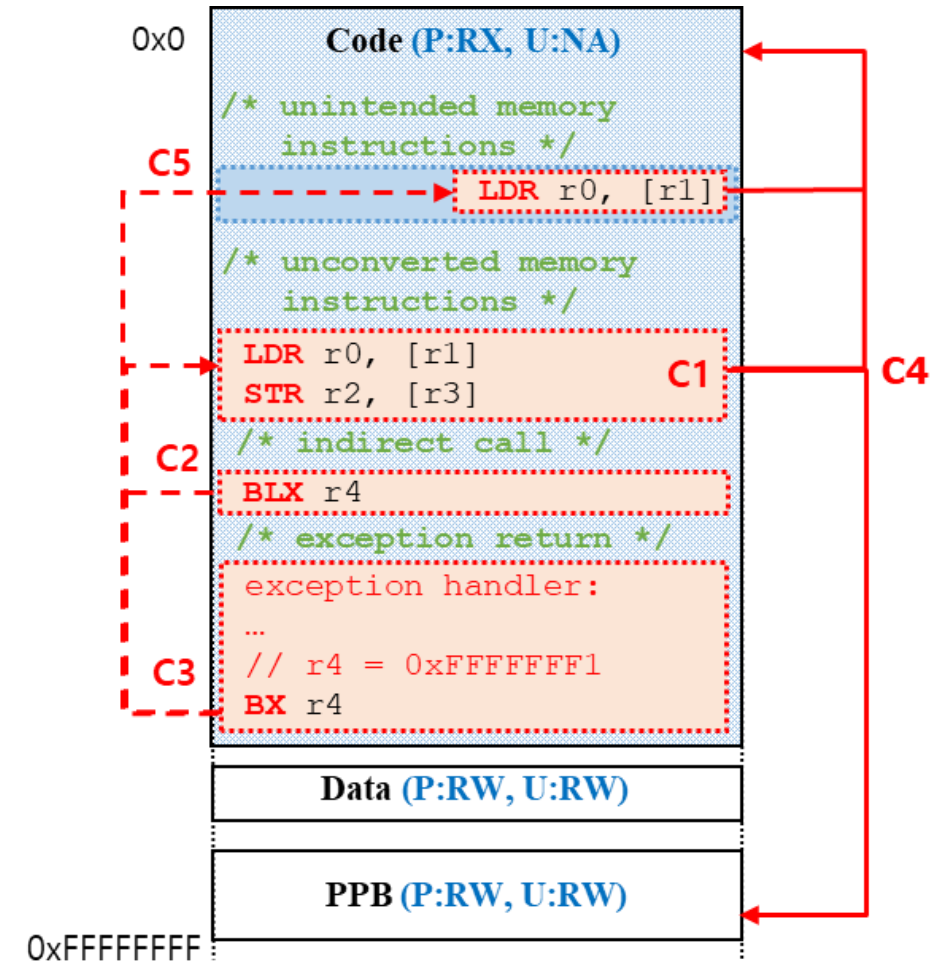 0x0
Code (P:RX, U:NA)
/* unintended memory
instructions */
C5
LDR r0, [r1]
/* unconverted memory
instructions */
LDR r0, [r1]
STR r2, [r3]
C1
C4
/* indirect call */
C2
BLX r4
/* exception return */
exception handler:
…
// r4 = 0xFFFFFFF1
C3
BX r4
Data (P:RW, U:RW)
PPB (P:RW, U:RW)
0xFFFFFFFF